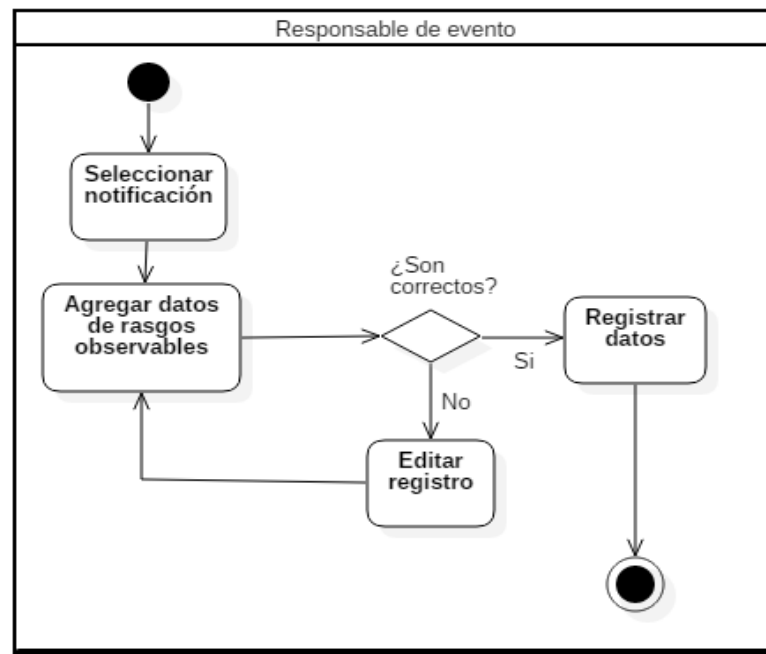 Responsable de evento
Seleccionar
notificación
Agregar datos
de rasgos
observables
¿Son
correctos?
Registrar
datos
Si
No
Editar
registro